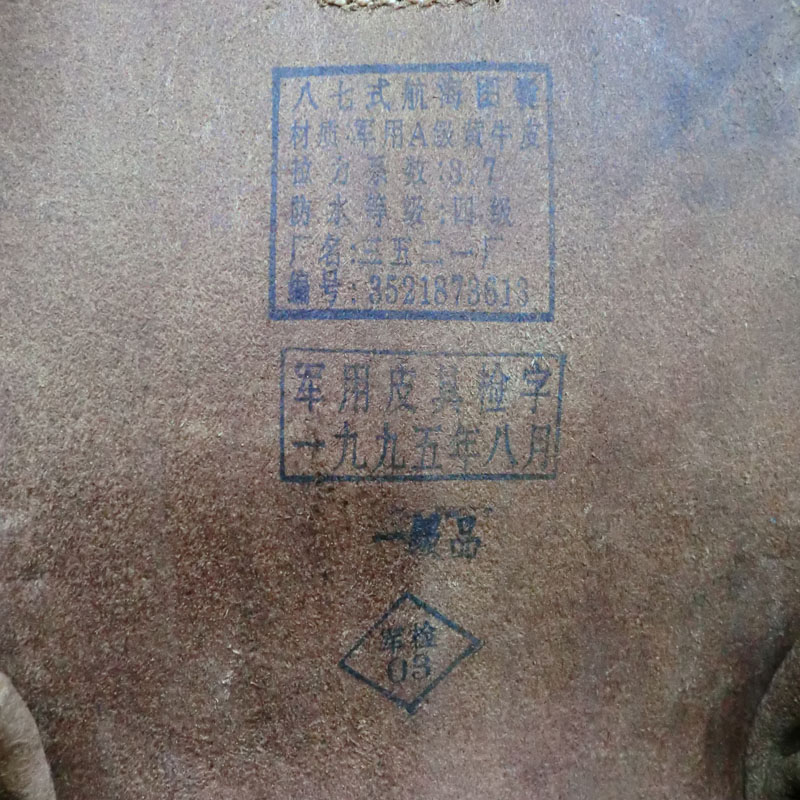 八七式航海图囊
材质:军用A级黄牛皮
拉力系数:8.7
防水等级:四级
厂名:三五二一厂
编号:3521873613
军用皮具检字
一九九五年八月
一级品
军检
03